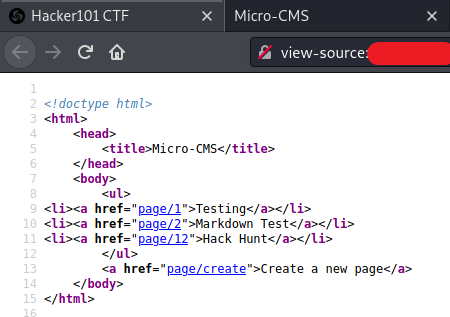 Hacker101 CTF
Micro-CMS
view-source:
1
2 <!doctype html>
3 <html>
4     <head>
5         <title>Micro-CMS</title>
6     </head>
7     <body>
8         <ul>
9 <li><a href="page/1">Testing</a></li>
10 <li><a href="page/2">Markdown Test</a></li>
11 <li><a href="page/12">Hack Hunt</a></li>
12         </ul>
13         <a href="page/create">Create a new page</a>
14     </body>
15 </html>
16